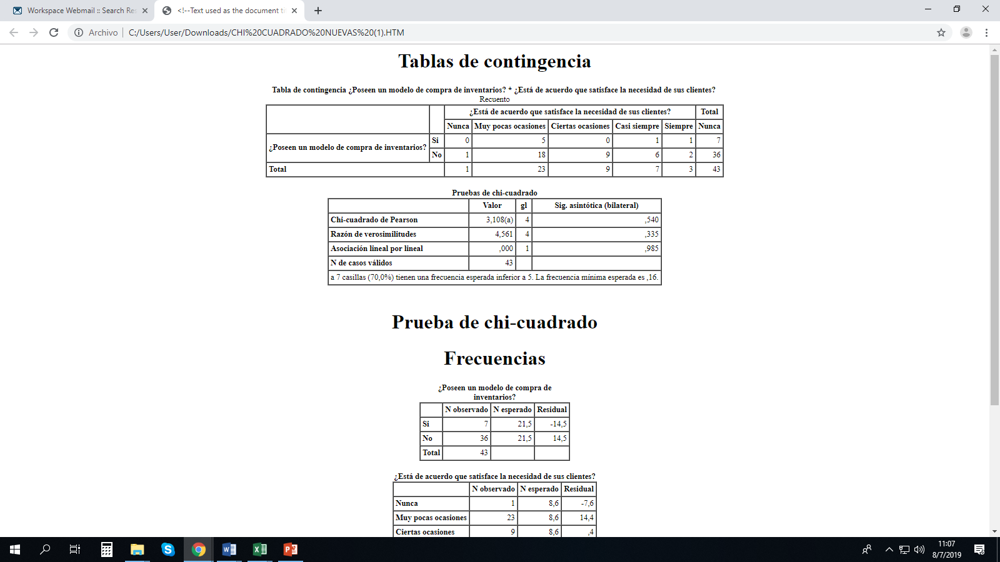 Workspace Webmail :: Search Res
<!--Text used as the document ti
Archivo
C:/Users/User/Downloads/CHI%20CUADRADO%20NUEVAS%20(1).HTM
Tablas de contingencia
Tabla de contingencia ¿Poseen un modelo de compra de inventarios? * ¿Está de acuerdo que satisface la necesidad de sus clientes?
Recuento
¿Está de acuerdo que satisface la necesidad de sus clientes? Total
Nunca Muy pocas ocasiones Ciertas ocasiones Casi siempre Siempre Nunca
¿Poseen un modelo de compra de inventarios?
Si 0 5 0 1 1 7
No 1 18 9 6 2 36
Total 1 23 9 7 3 43
Pruebas de chi-cuadrado
Valor gl Sig. asintótica (bilateral)
Chi-cuadrado de Pearson 3,108(a) 4 ,540
Razón de verosimilitudes 4,561 4 ,335
Asociación lineal por lineal ,000 1 ,985
N de casos válidos 43
a 7 casillas (70,0%) tienen una frecuencia esperada inferior a 5. La frecuencia mínima esperada es ,16.
Prueba de chi-cuadrado
Frecuencias
¿Poseen un modelo de compra de
inventarios?
N observado N esperado Residual
Si 7 21,5 -14,5
No 36 21,5 14,5
Total 43
¿Está de acuerdo que satisface la necesidad de sus clientes?
N observado N esperado Residual
Nunca 1 8,6 -7,6
Muy pocas ocasiones 23 8,6 14,4
Ciertas ocasiones 9 8,6 ,4
11:07
8/7/2019